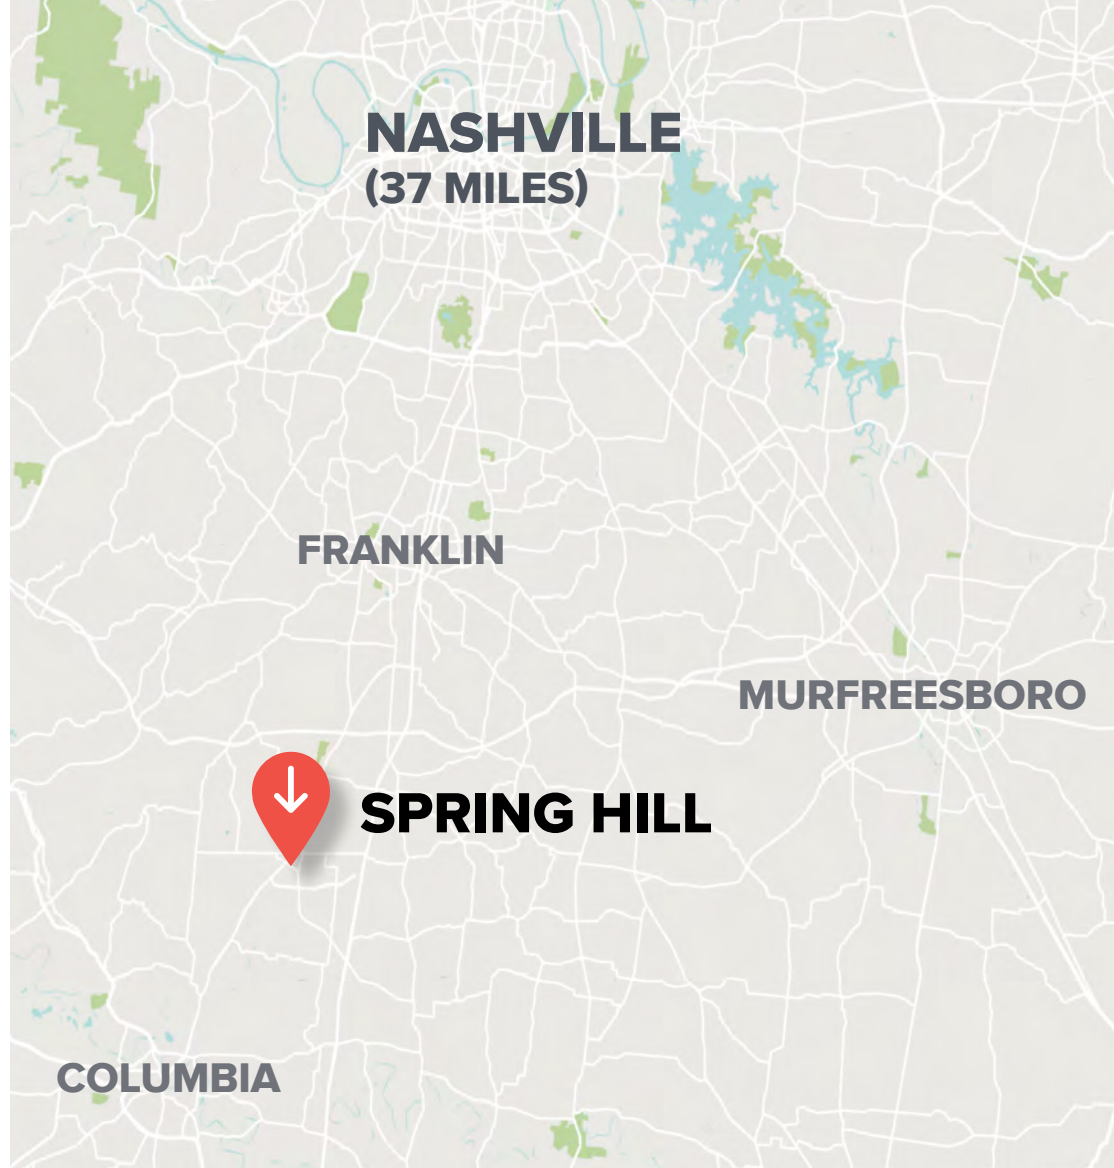 NASHVILLE
(37 MILES)
FRANKLIN
MURFREESBORO
SPRING HILL
COLUMBIA